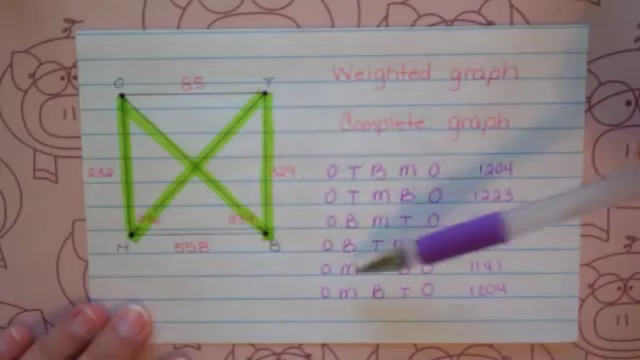 O 85 T
Weighted graph
Complete graph
232
O T B M O 1204
O T M B O 1223
O B M T O
O B T
O M 1141
O M B T O 1204
M 558 B